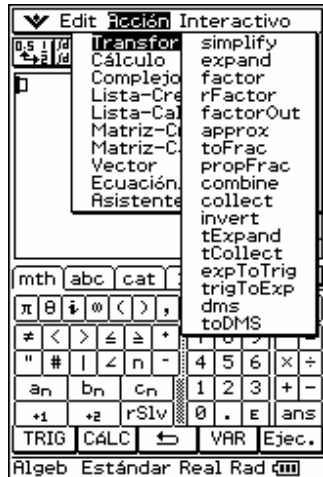 Edit Acción Interactivo
Transfor
Cálculo
Complejo
Lista-Cre
Lista-Cal
Matriz-C
Matriz-C
Vector
Ecuación
Asistente
simplify
expand
factor
rFactor
factorOut
approx
toFrac
propFrac
combine
collect
invert
tExpand
tCollect
expToTrig
trigToExp
dms
toDMS
mth abc cat
π θ i ∞ ( ) ,
≠ < > ≤ ≥
" # | ∠ n 4 5 6 × ÷
an bn cn 1 2 3 + −
+1 +2 rSlv 0 . E ans
TRIG CALC VAR Ejec.
Algeb Estándar Real Rad